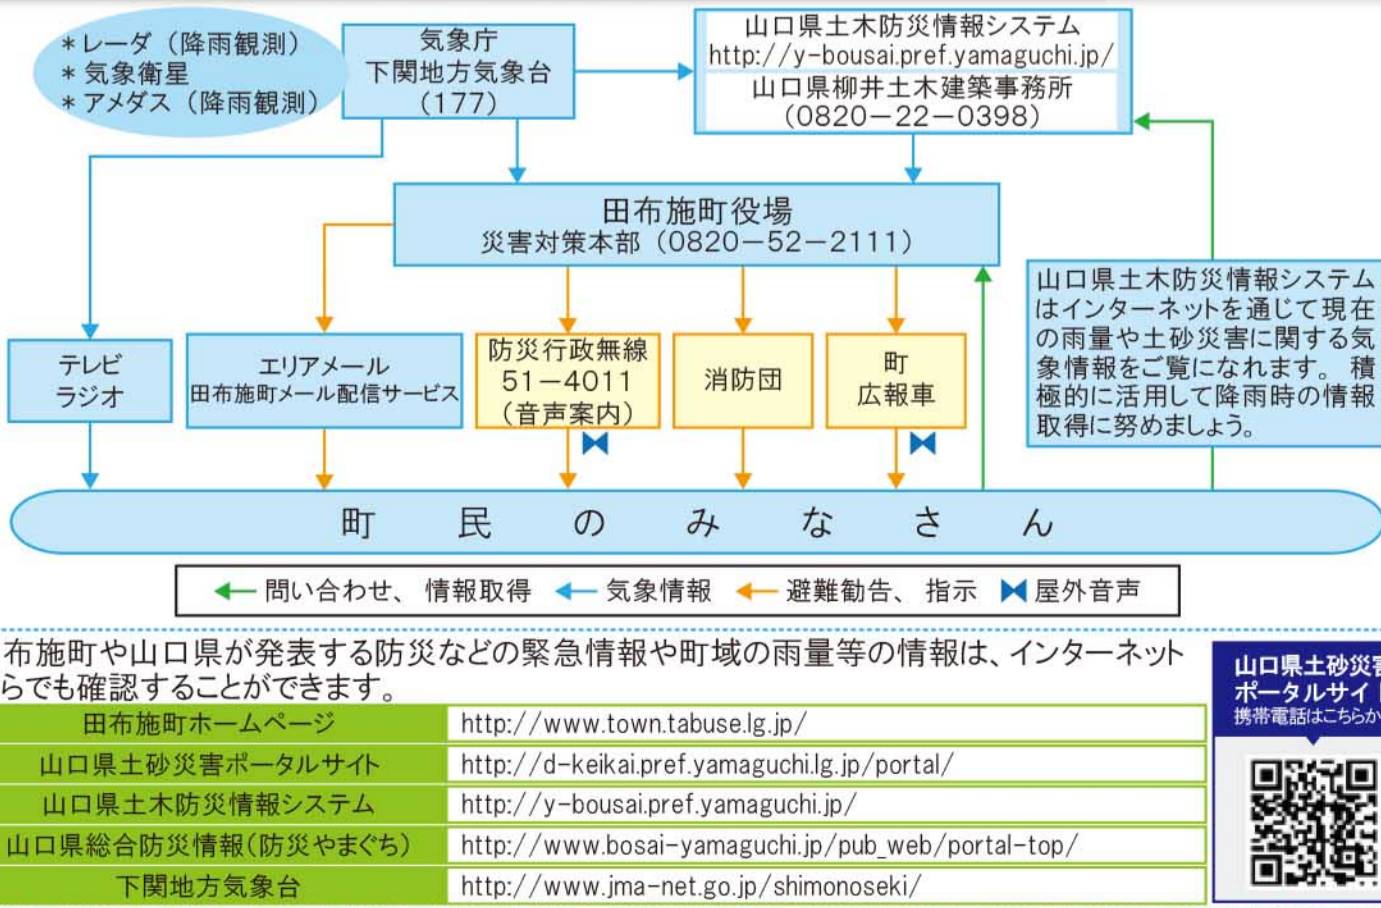 *レーダ（降雨観測）
*気象衛星
*アメダス（降雨観測）
気象庁
下関地方気象台
(177)
山口県土木防災情報システム
http://y-bousai.pref.yamaguchi.jp/
山口県柳井土木建築事務所
（0820－22－0398）
田布施町役場
災害対策本部（0820－52－2111）
山口県土木防災情報システム
はインターネットを通じて現在
の雨量や土砂災害に関する気
象情報をご覧になれます。積
極的に活用して降雨時の情報
取得に努めましょう。
テレビ
ラジオ
エリアメール
田布施町メール配信サービス
防災行政無線
51－4011
（音声案内）
消防団
町
広報車
町民のみなさん
問い合わせ、情報取得 気象情報 避難勧告、指示 屋外音声
布施町や山口県が発表する防災などの緊急情報や町域の雨量等の情報は、インターネット
らでも確認することができます。
田布施町ホームページ http://www.town.tabuse.lg.jp/
山口県土砂災害ポータルサイト http://d-keikai.pref.yamaguchi.lg.jp/portal/
山口県土木防災情報システム http://y-bousai.pref.yamaguchi.jp/
山口県総合防災情報(防災やまぐち) http://www.bosai-yamaguchi.jp/pub_web/portal-top/
下関地方気象台 http://www.jma-net.go.jp/shimonoseki/
山口県土砂災害
ポータルサイト
携帯電話はこちらか